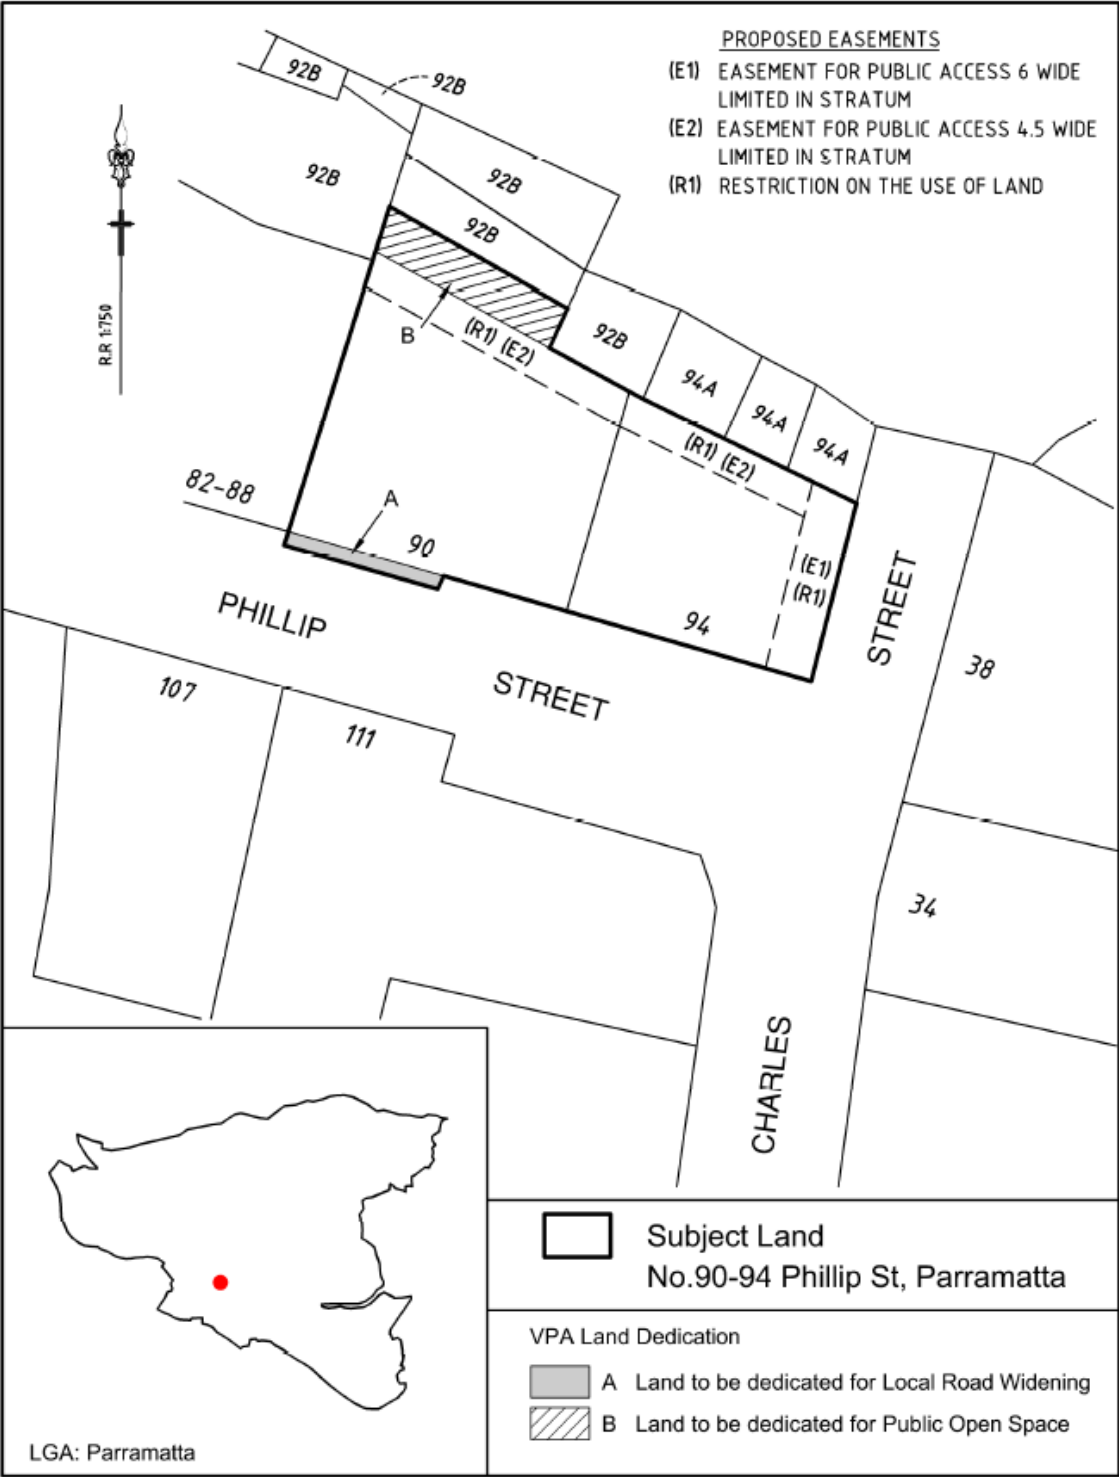 PROPOSED EASEMENTS
(E1) EASEMENT FOR PUBLIC ACCESS 6 WIDE
LIMITED IN STRATUM
(E2) EASEMENT FOR PUBLIC ACCESS 4.5 WIDE
LIMITED IN STRATUM
(R1) RESTRICTION ON THE USE OF LAND
92B
92B
92B
92B
92B
R.R 1:750
B
(R1) (E2)
92B
94A
94A
94A
(R1) (E2)
82-88
A
90
(E1)
(R1)
94
PHILLIP
STREET
STREET
38
107
111
34
CHARLES
Subject Land
No.90-94 Phillip St, Parramatta
VPA Land Dedication
A Land to be dedicated for Local Road Widening
B Land to be dedicated for Public Open Space
LGA: Parramatta